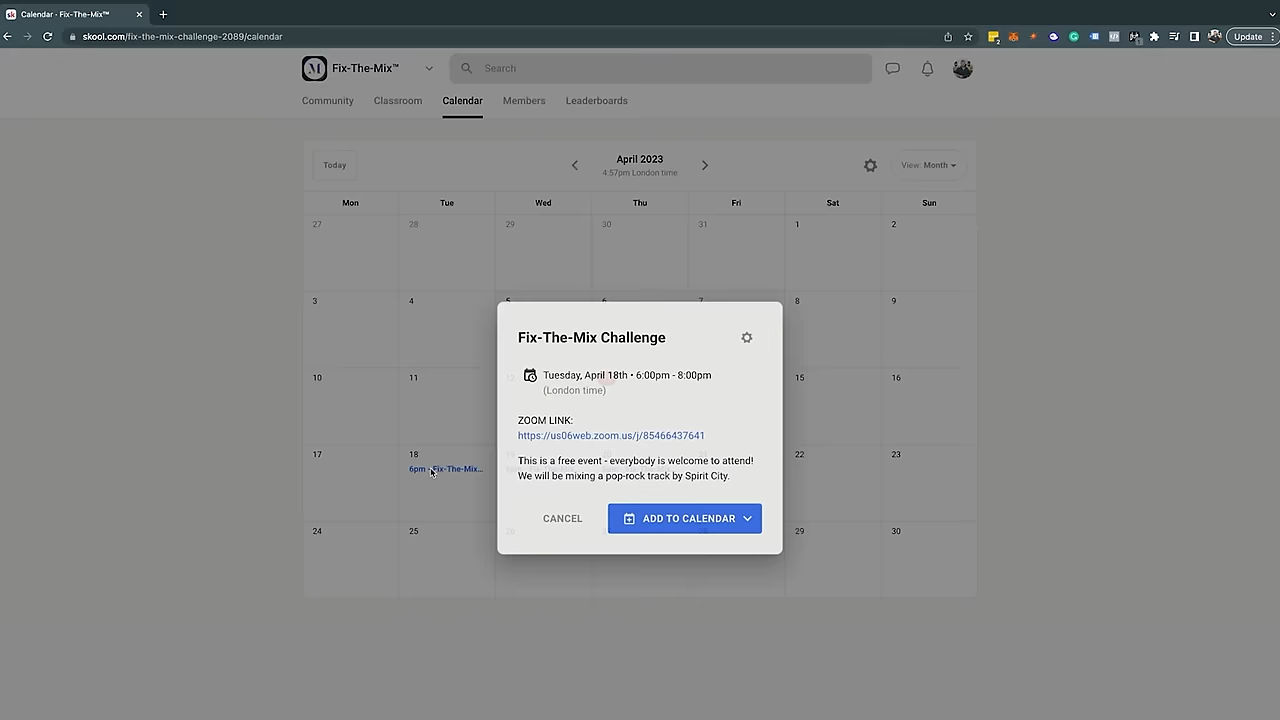 Calendar · Fix-The-Mix™
skool.com/fix-the-mix-challenge-2089/calendar
Update
Fix-The-Mix™
Search
Community
Classroom
Calendar
Members
Leaderboards
Today
April 2023
4:57pm London time
View: Month
Mon Tue Wed Thu Fri Sat Sun
27 28 29 30 31 1 2
3 4 5 6 7 8 9
10 11 12 15 16
17 18 19 22 23
6pm - Fix-The-Mix...
24 25 26 29 30
Fix-The-Mix Challenge
Tuesday, April 18th • 6:00pm - 8:00pm
(London time)
ZOOM LINK:
https://us06web.zoom.us/j/85466437641
This is a free event - everybody is welcome to attend!
We will be mixing a pop-rock track by Spirit City.
CANCEL
ADD TO CALENDAR